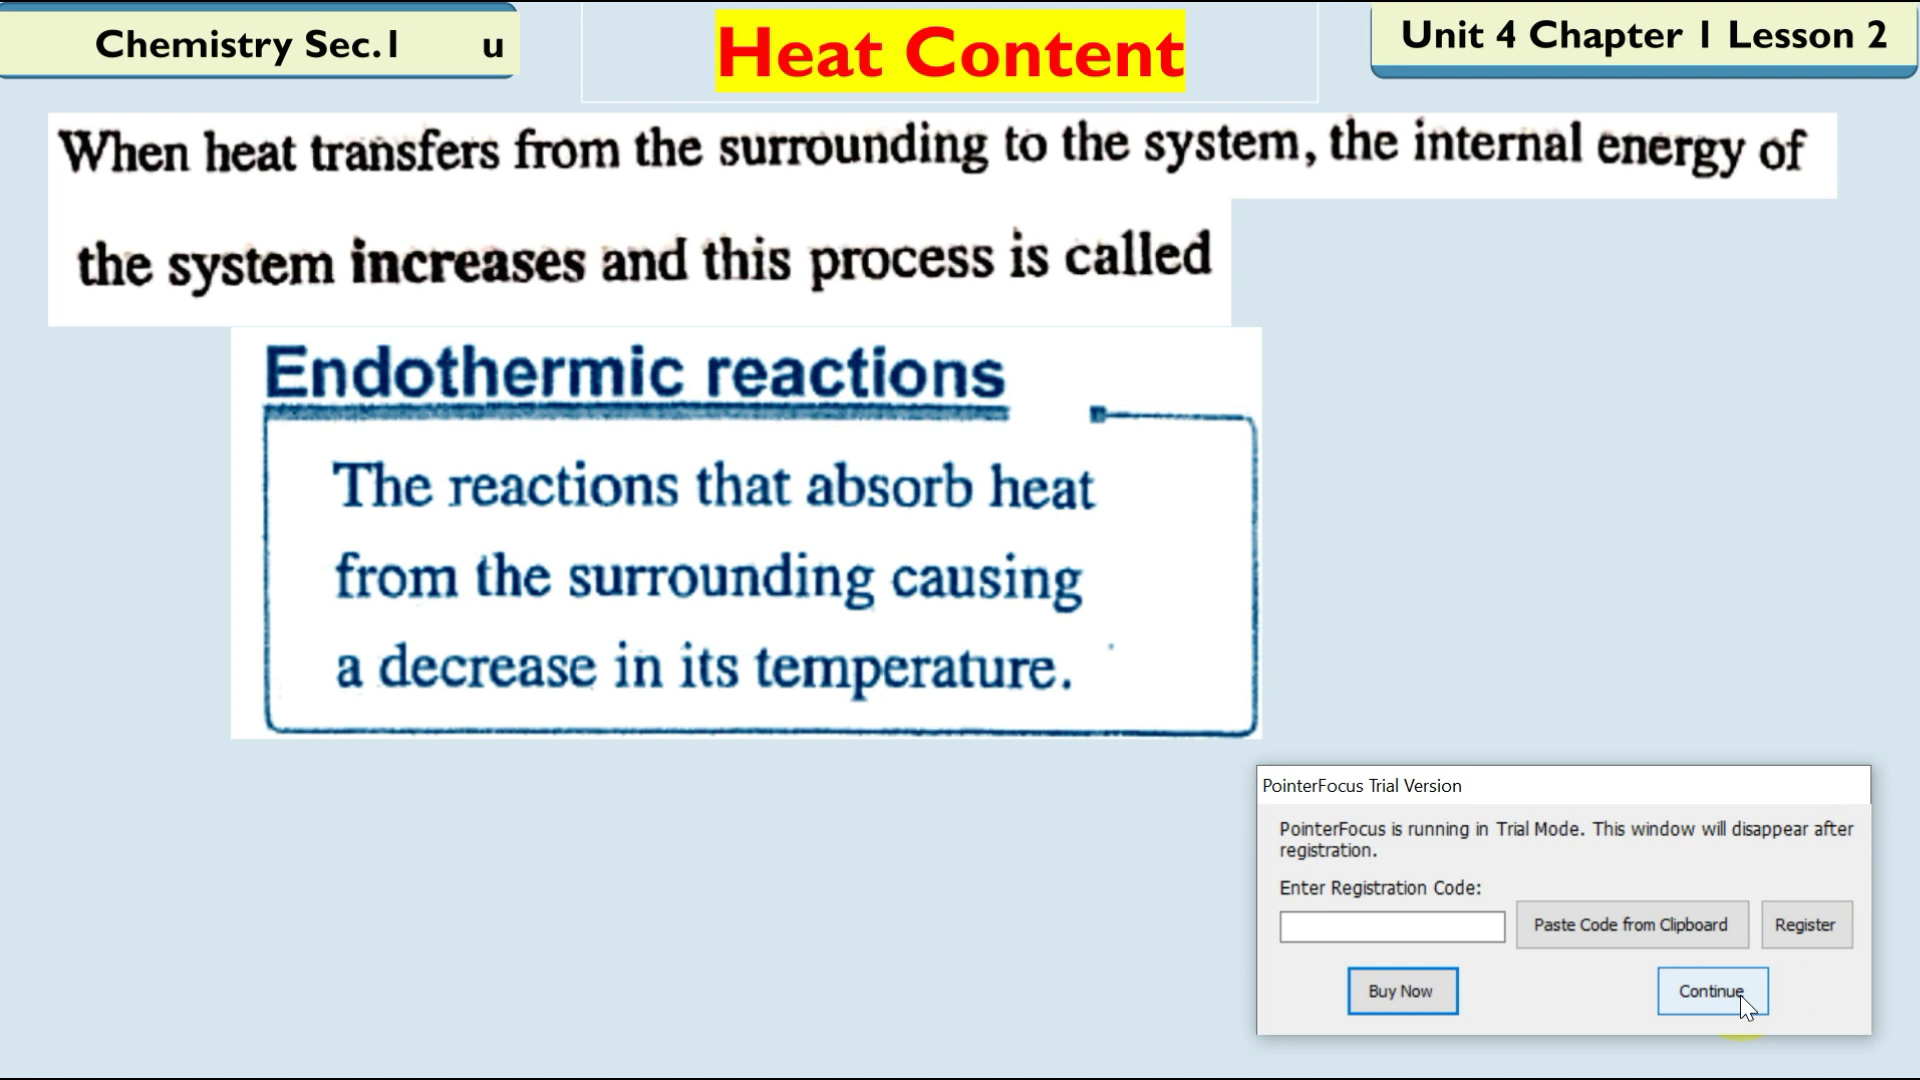 Chemistry Sec.1 u
Heat Content
Unit 4 Chapter 1 Lesson 2
When heat transfers from the surrounding to the system, the internal energy of
the system increases and this process is called
Endothermic reactions
The reactions that absorb heat
from the surrounding causing
a decrease in its temperature.
PointerFocus Trial Version
PointerFocus is running in Trial Mode. This window will disappear after
registration.
Enter Registration Code:
Paste Code from Clipboard
Register
Buy Now
Continue